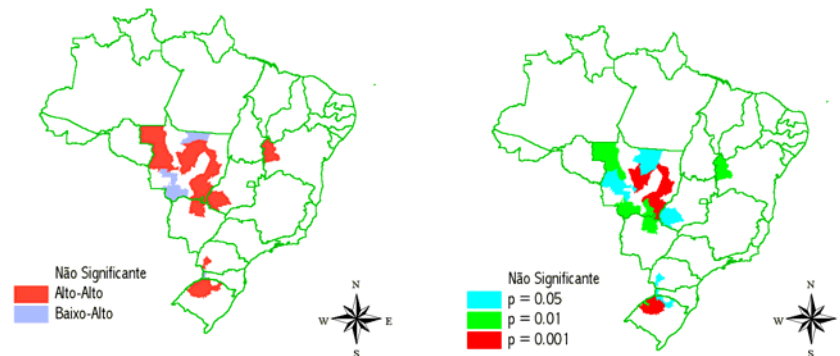 Não Significante
Alto-Alto
Baixo-Alto
N
W
E
S
Não Significante
p = 0.05
p = 0.01
p = 0.001
N
W
E
S